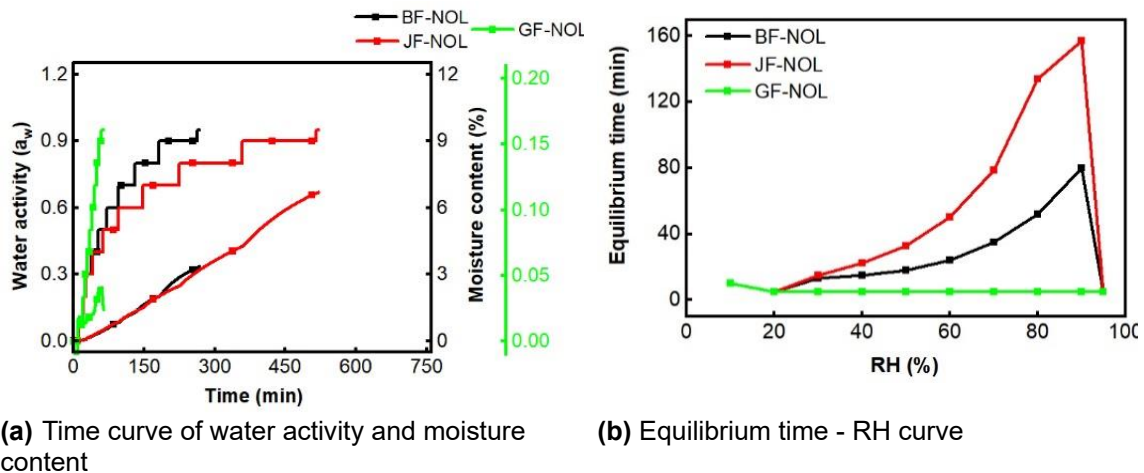 BF-NOL
JF-NOL
GF-NOL
1.2
0.9
0.6
0.3
0.0
Water activity (aw)
12
9
6
3
0
Moisture content (%)
0.20
0.15
0.10
0.05
0.00
0 150 300 450 600 750
Time (min)
BF-NOL
JF-NOL
GF-NOL
160
120
80
40
0
Equilibrium time (min)
0 20 40 60 80 100
RH (%)
(a) Time curve of water activity and moisture
content
(b) Equilibrium time - RH curve